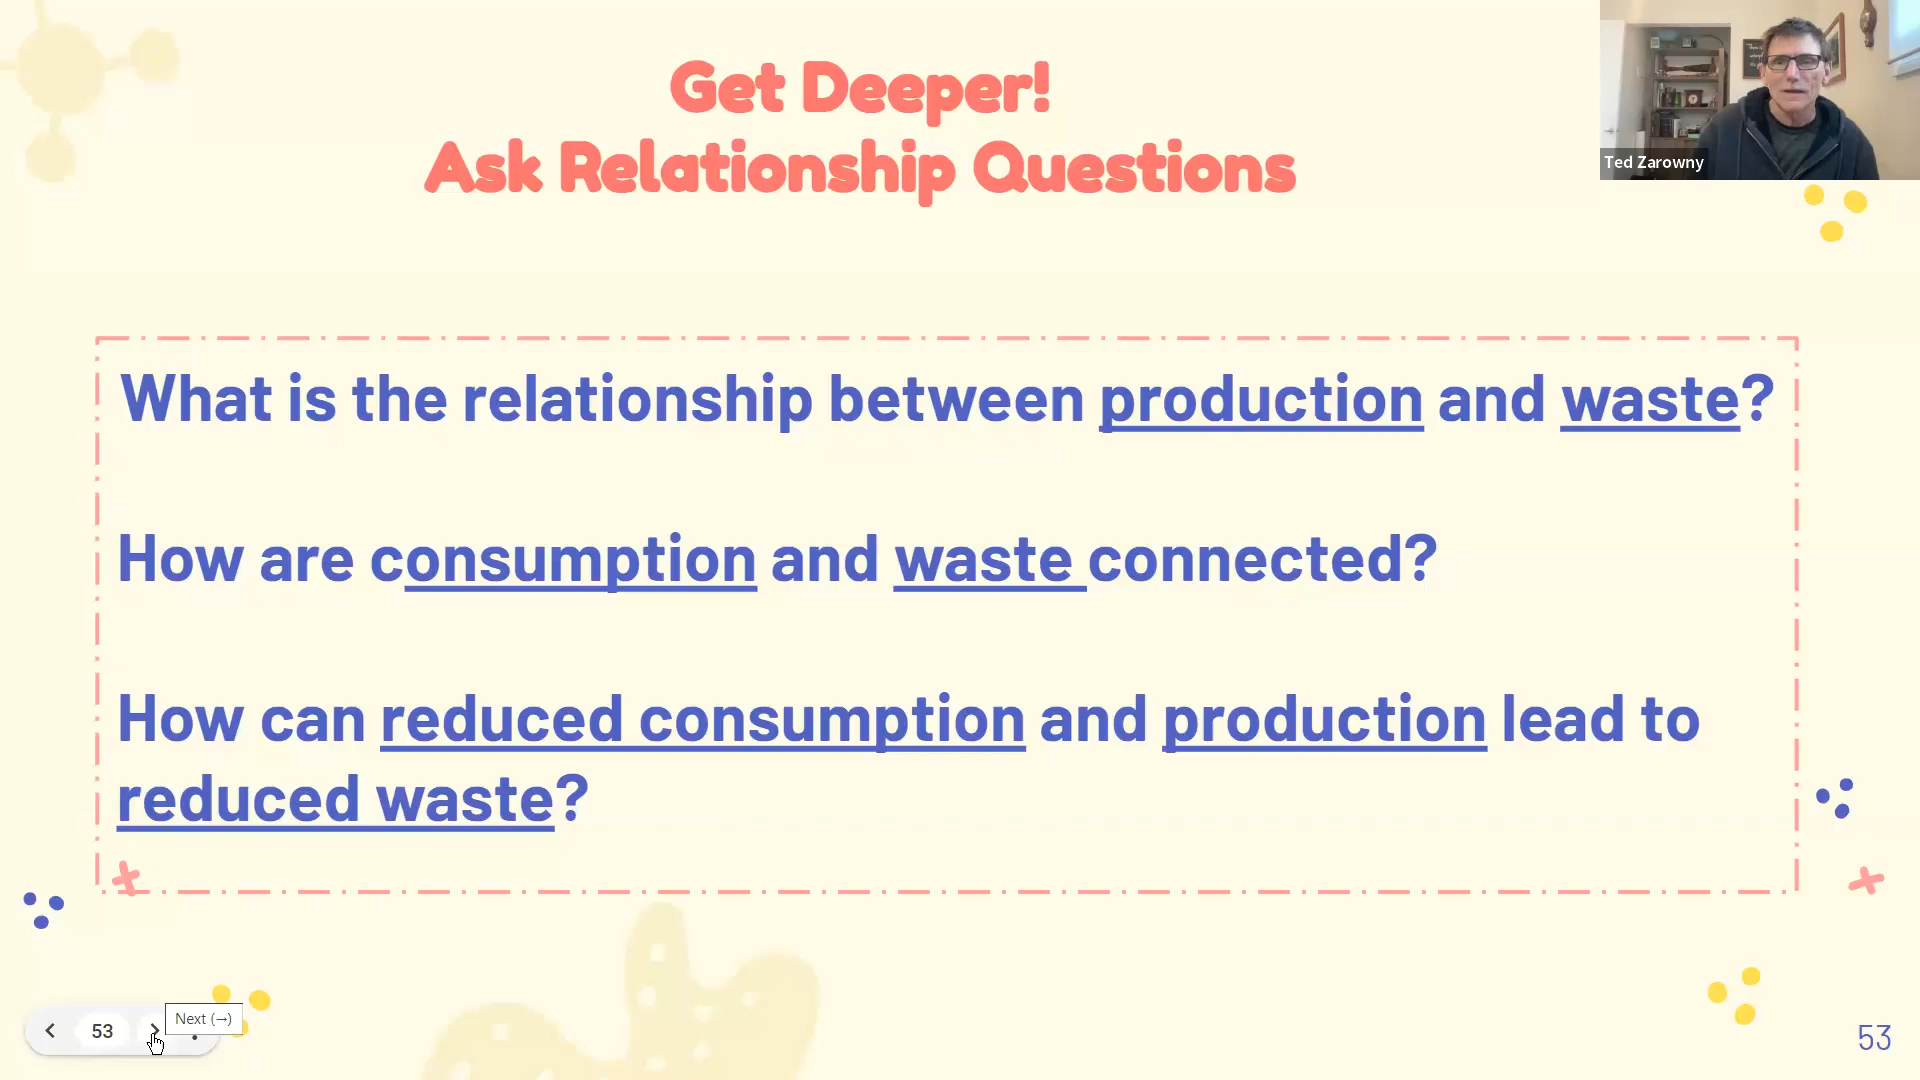 Get Deeper!
Ask Relationship Questions
Ted Zarowny
What is the relationship between production and waste?
How are consumption and waste connected?
How can reduced consumption and production lead to
reduced waste?
53
Next (→)
53